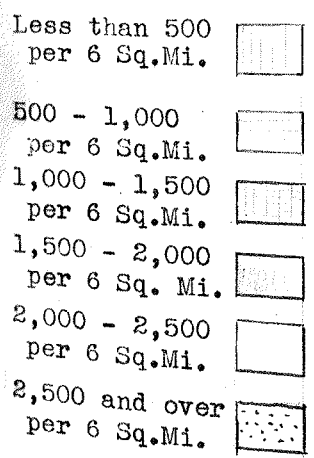 Less than 500
per 6 Sq.Mi.
500 - 1,000
per 6 Sq.Mi.
1,000 - 1,500
per 6 Sq.Mi.
1,500 - 2,000
per 6 Sq. Mi.
2,000 - 2,500
per 6 Sq.Mi.
2,500 and over
per 6 Sq.Mi.